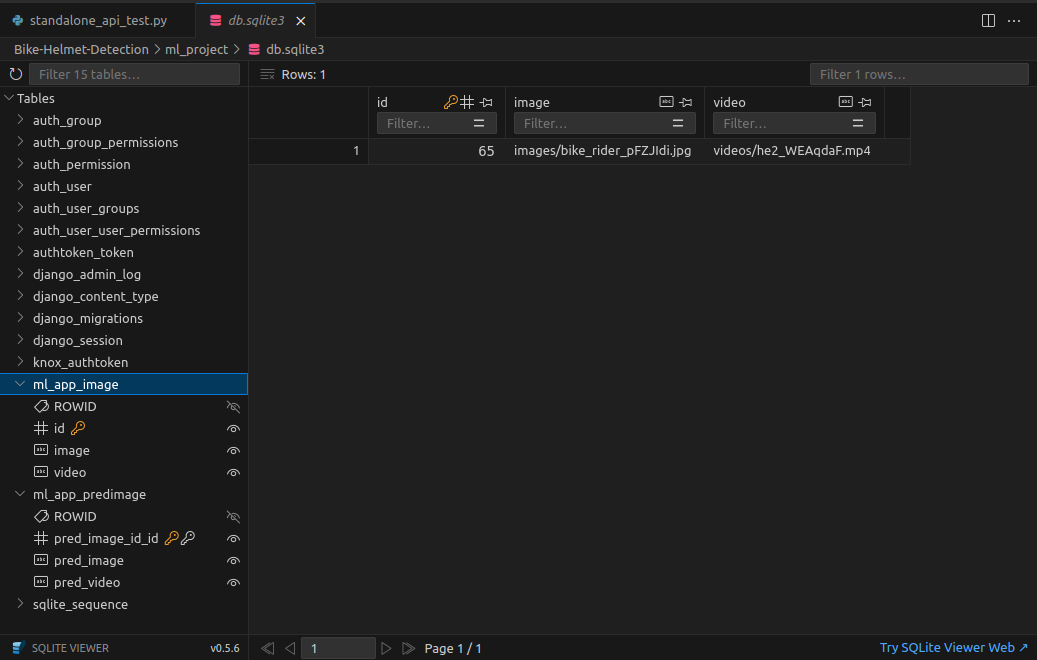 standalone_api_test.py db.sqlite3
Bike-Helmet-Detection > ml_project > db.sqlite3
Filter 15 tables... Rows: 1 Filter 1 rows...
Tables
auth_group
auth_group_permissions
auth_permission
auth_user
auth_user_groups
auth_user_user_permissions
authtoken_token
django_admin_log
django_content_type
django_migrations
django_session
knox_authtoken
ml_app_image
ROWID
id
image
video
ml_app_predimage
ROWID
pred_image_id_id
pred_image
pred_video
sqlite_sequence
id image video
Filter... Filter... Filter...
1 65 images/bike_rider_pFZJIdi.jpg videos/he2_WEAqdaF.mp4
SQLITE VIEWER v0.5.6 1 Page 1 / 1 Try SQLite Viewer Web ↗